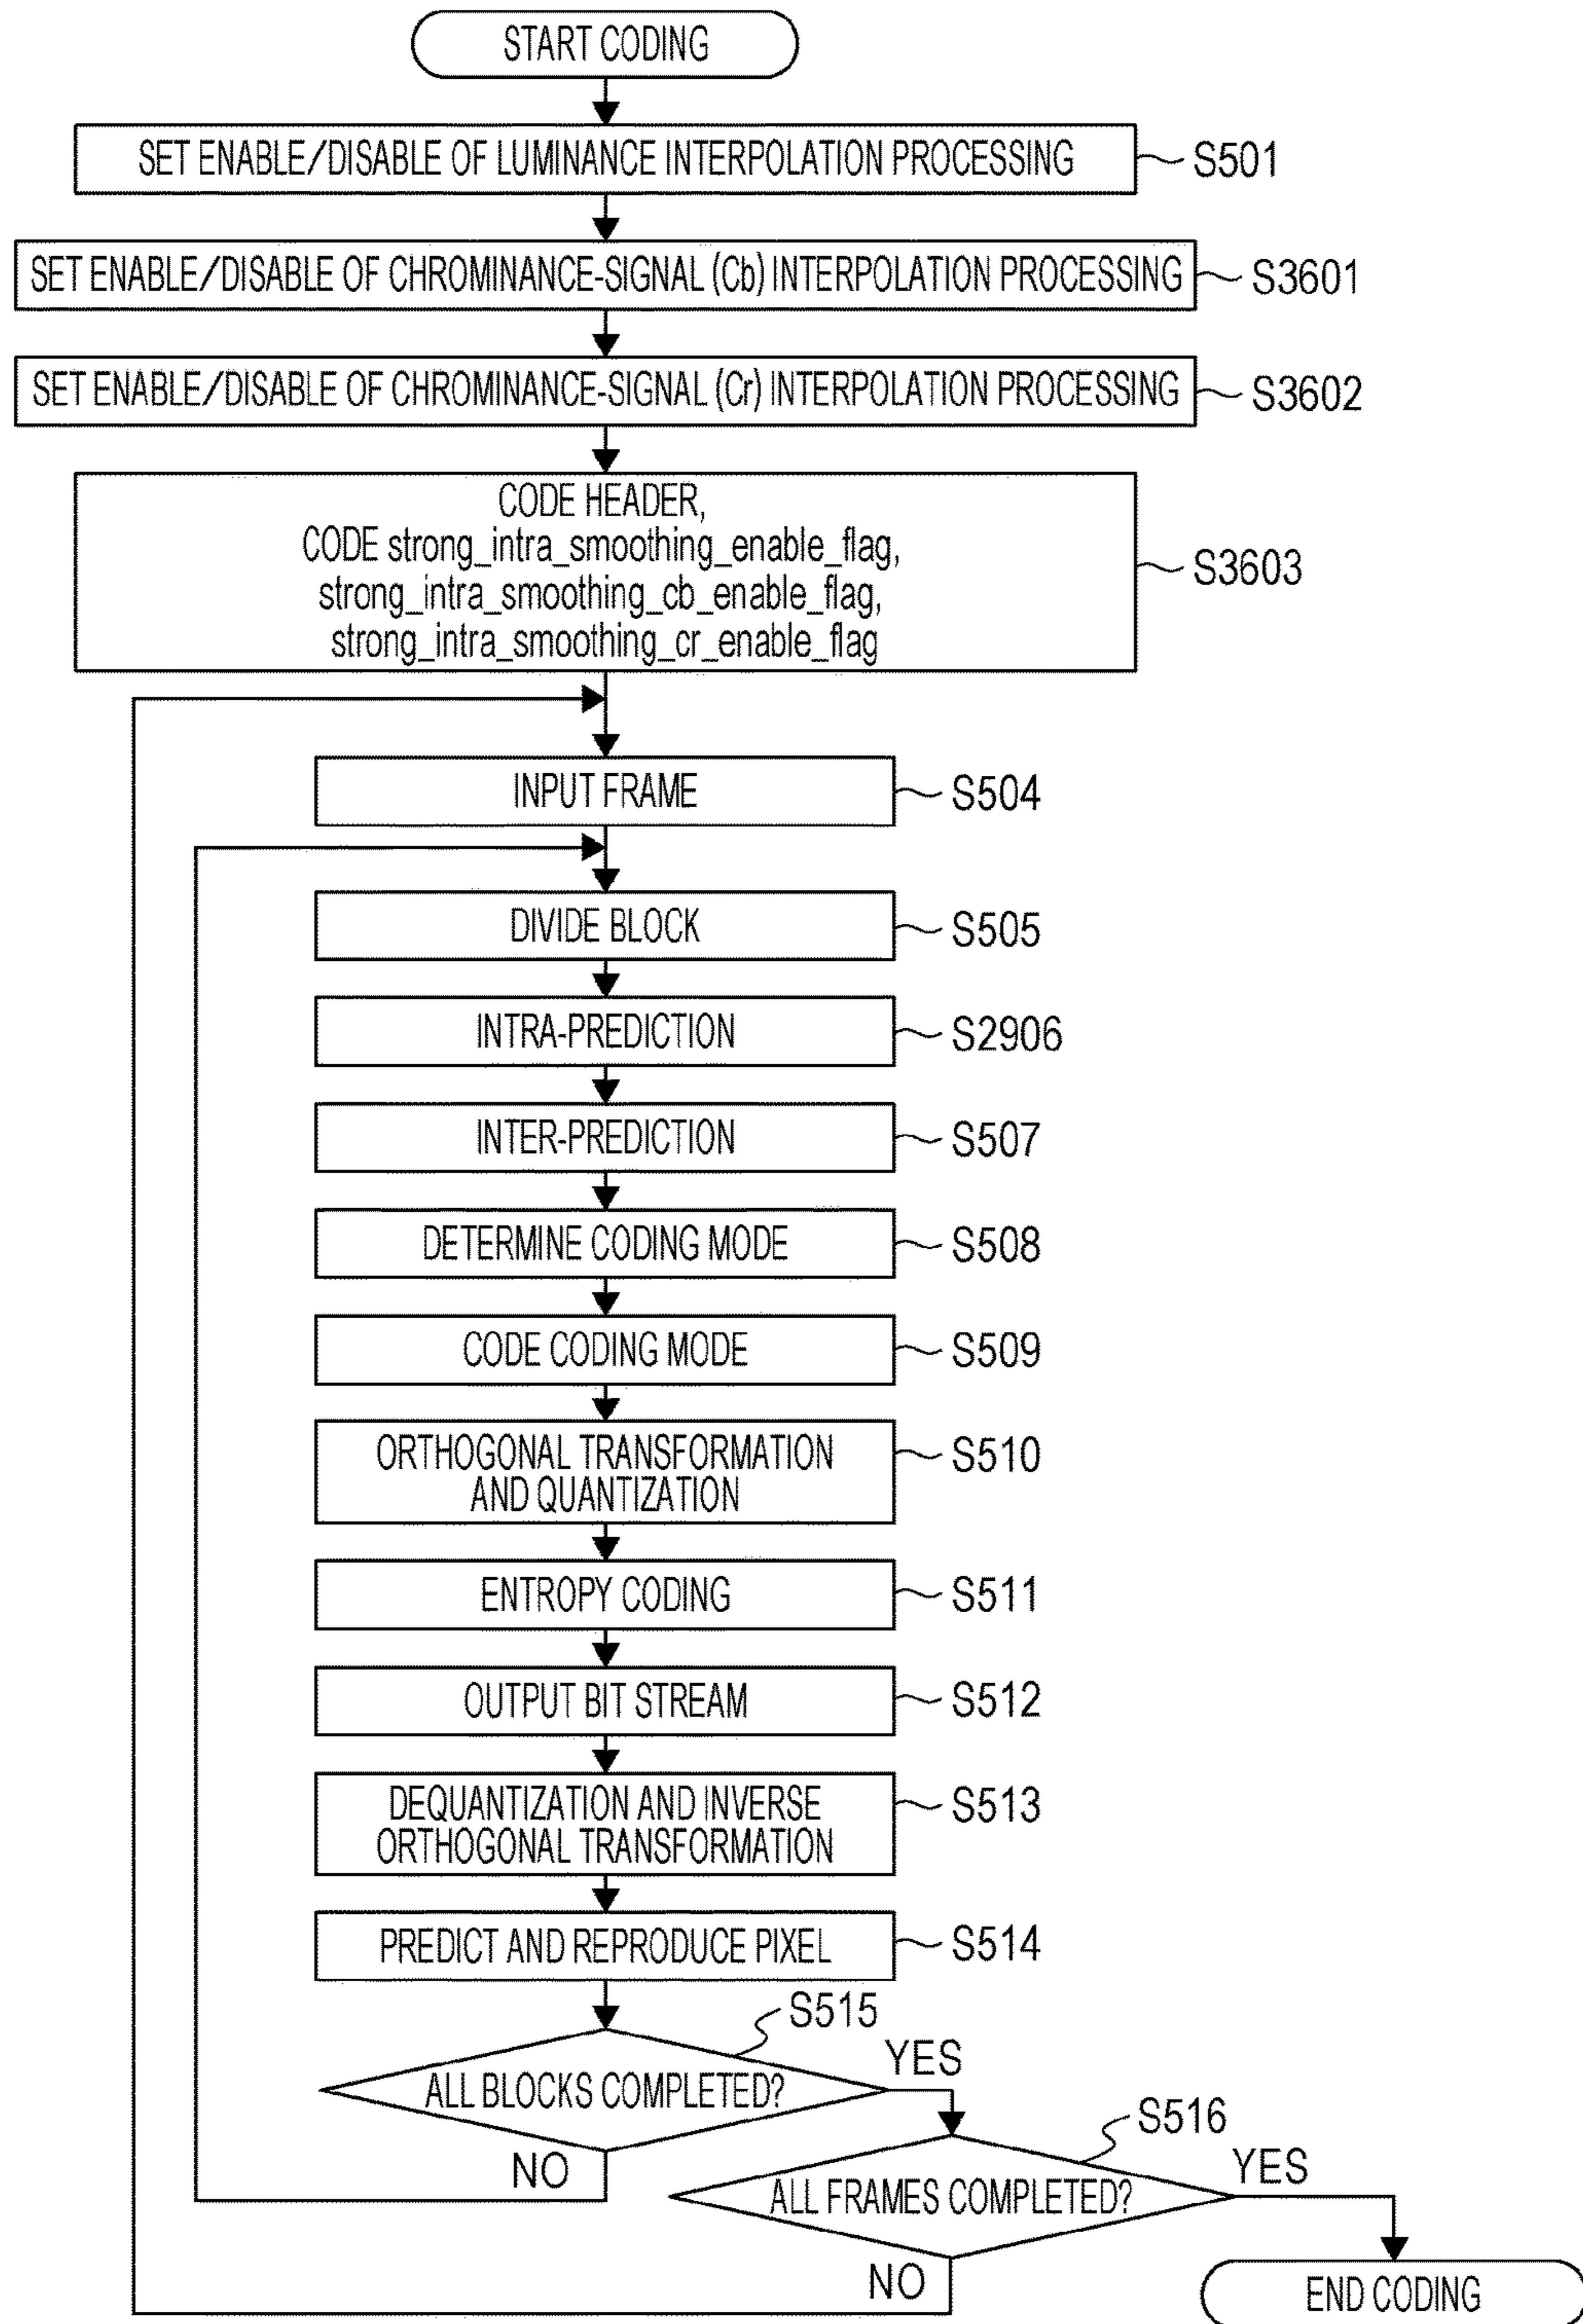 START CODING
SET ENABLE/DISABLE OF LUMINANCE INTERPOLATION PROCESSING
S501
SET ENABLE/DISABLE OF CHROMINANCE-SIGNAL (Cb) INTERPOLATION PROCESSING
S3601
SET ENABLE/DISABLE OF CHROMINANCE-SIGNAL (Cr) INTERPOLATION PROCESSING
S3602
CODE HEADER,
CODE strong_intra_smoothing_enable_flag,
strong_intra_smoothing_cb_enable_flag,
strong_intra_smoothing_cr_enable_flag
S3603
INPUT FRAME
S504
DIVIDE BLOCK
S505
INTRA-PREDICTION
S2906
INTER-PREDICTION
S507
DETERMINE CODING MODE
S508
CODE CODING MODE
S509
ORTHOGONAL TRANSFORMATION
AND QUANTIZATION
S510
ENTROPY CODING
S511
OUTPUT BIT STREAM
S512
DEQUANTIZATION AND INVERSE
ORTHOGONAL TRANSFORMATION
S513
PREDICT AND REPRODUCE PIXEL
S514
S515
ALL BLOCKS COMPLETED?
YES
NO
S516
ALL FRAMES COMPLETED?
YES
NO
END CODING